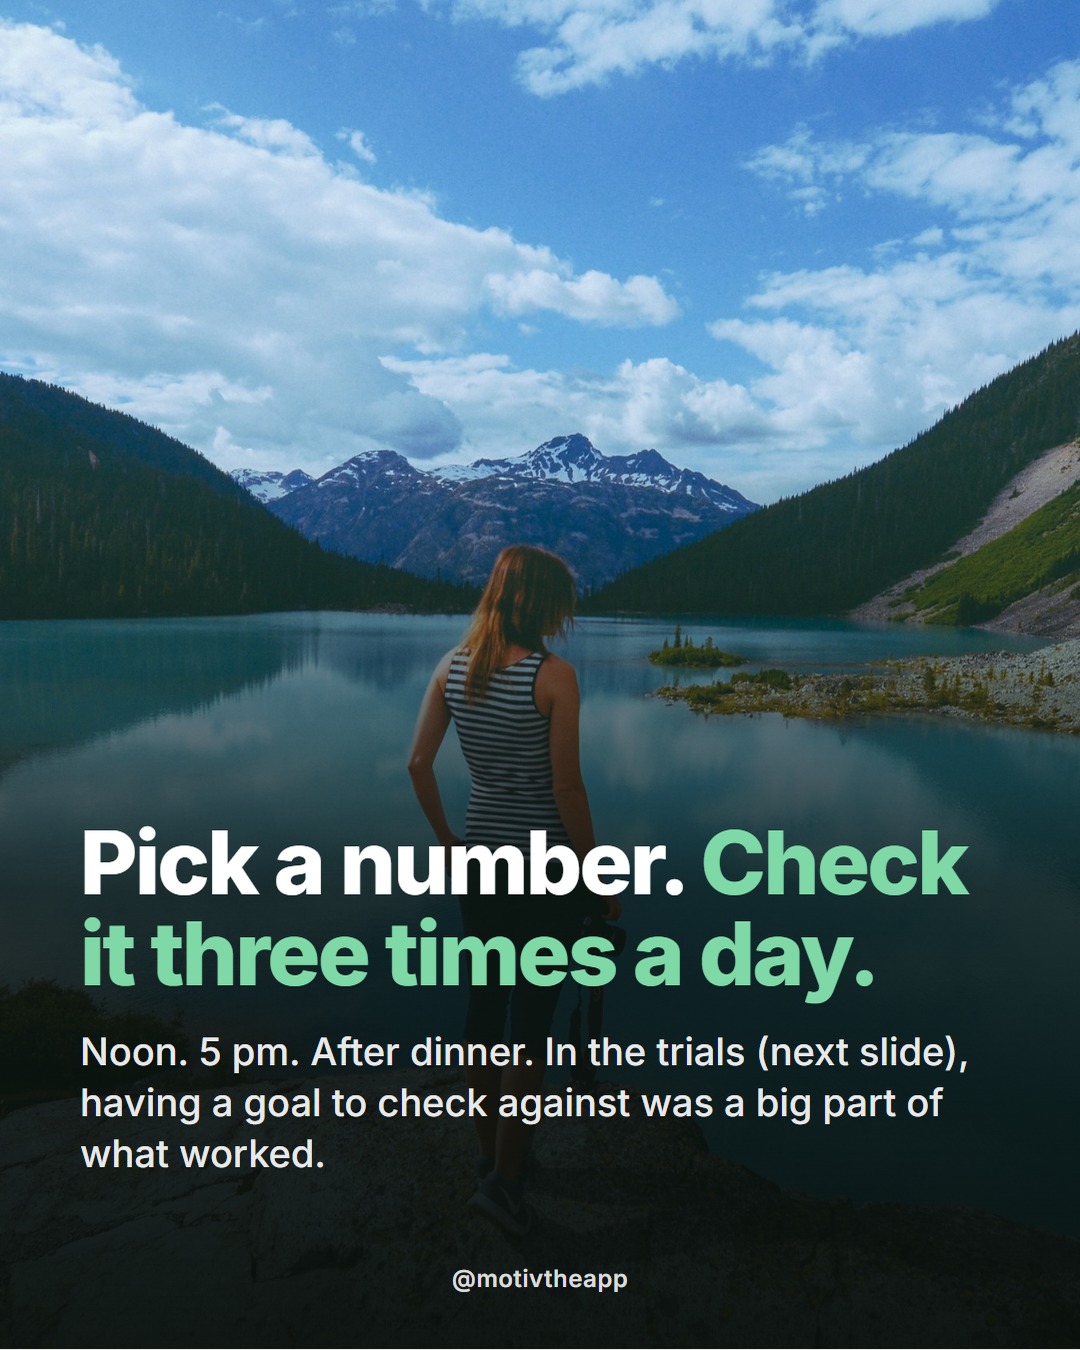 Pick a number. Check
it three times a day.
Noon. 5 pm. After dinner. In the trials (next slide),
having a goal to check against was a big part of
what worked.
@motivtheapp